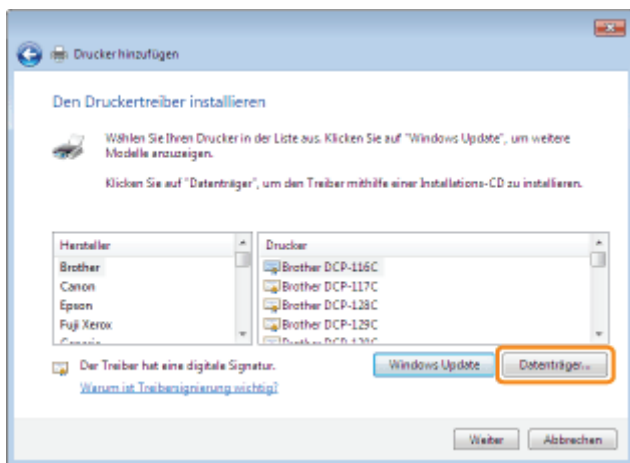 Drucker hinzufügen
Den Druckertreiber installieren
Wählen Sie Ihren Drucker in der Liste aus. Klicken Sie auf "Windows Update", um weitere
Modelle anzuzeigen.
Klicken Sie auf "Datenträger", um den Treiber mithilfe einer Installations-CD zu installieren.
Hersteller
Brother
Canon
Epson
Fuji Xerox
Drucker
Brother DCP-116C
Brother DCP-117C
Brother DCP-128C
Brother DCP-129C
Der Treiber hat eine digitale Signatur.
Warum ist Treibersignierung wichtig?
Windows Update
Datenträger...
Weiter
Abbrechen